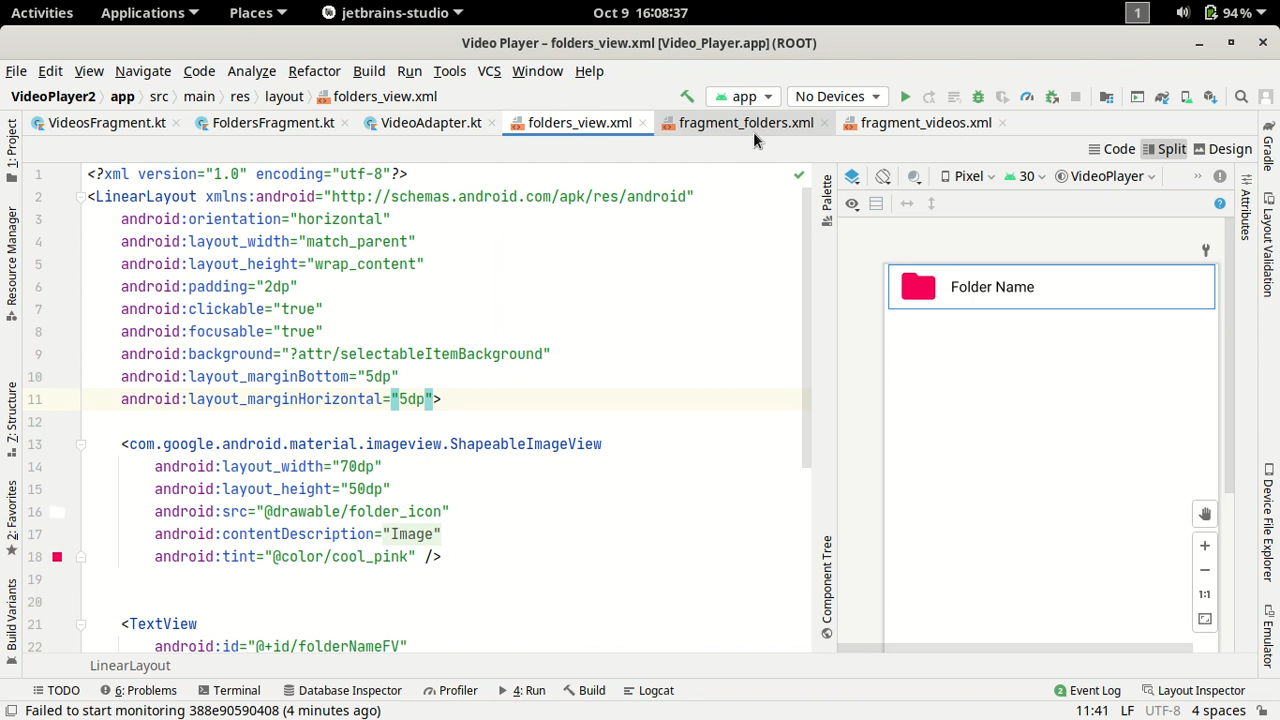 Activities Applications Places jetbrains-studio Oct 9 16:08:37 1 94%
Video Player – folders_view.xml [Video_Player.app] (ROOT)
File Edit View Navigate Code Analyze Refactor Build Run Tools VCS Window Help
VideoPlayer2 app src main res layout folders_view.xml app No Devices
VideosFragment.kt FoldersFragment.kt VideoAdapter.kt folders_view.xml fragment_folders.xml fragment_videos.xml
Code Split Design
1: Project
Resource Manager
Z: Structure
2: Favorites
Build Variants
1 <?xml version="1.0" encoding="utf-8"?>
2 <LinearLayout xmlns:android="http://schemas.android.com/apk/res/android"
3 android:orientation="horizontal"
4 android:layout_width="match_parent"
5 android:layout_height="wrap_content"
6 android:padding="2dp"
7 android:clickable="true"
8 android:focusable="true"
9 android:background="?attr/selectableItemBackground"
10 android:layout_marginBottom="5dp"
11 android:layout_marginHorizontal="5dp">
12
13 <com.google.android.material.imageview.ShapeableImageView
14 android:layout_width="70dp"
15 android:layout_height="50dp"
16 android:src="@drawable/folder_icon"
17 android:contentDescription="Image"
18 android:tint="@color/cool_pink" />
19
20
21 <TextView
22 android:id="@+id/folderNameFV"
LinearLayout
Palette
Component Tree
Pixel 30 VideoPlayer »
Folder Name
1:1
Attributes
Gradle
Layout Validation
Device File Explorer
Emulator
TODO 6: Problems Terminal Database Inspector Profiler 4: Run Build Logcat 2 Event Log Layout Inspector
Failed to start monitoring 388e90590408 (4 minutes ago) 11:41 LF UTF-8 4 spaces